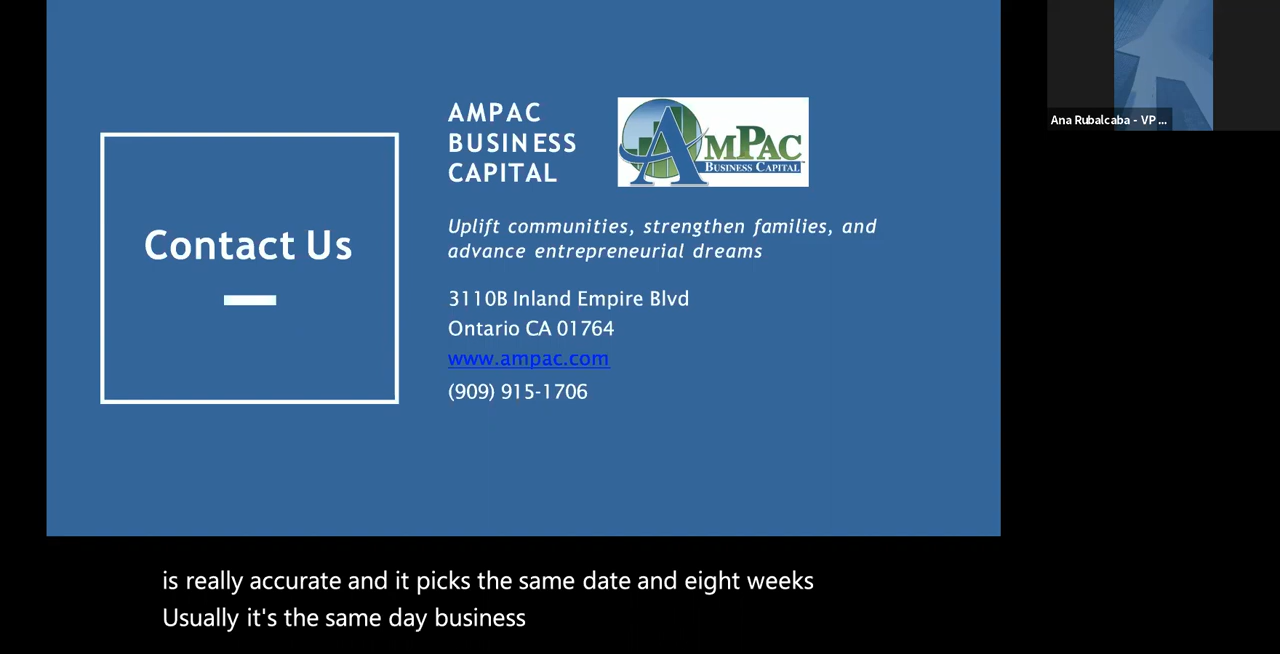 AMPAC
BUSINESS
CAPITAL
AMPAC
BUSINESS CAPITAL
Uplift communities, strengthen families, and
advance entrepreneurial dreams
Contact Us
3110B Inland Empire Blvd
Ontario CA 01764
www.ampac.com
(909) 915-1706
Ana Rubalcaba - VP ...
is really accurate and it picks the same date and eight weeks
Usually it's the same day business